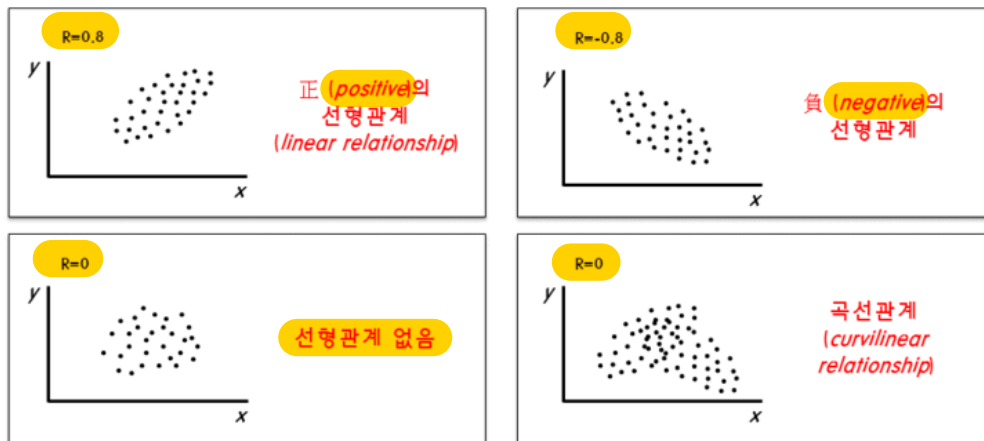 R=0.8
y
x
正 (positive)의
선형관계
(linear relationship)
R=-0.8
y
x
負 (negative)의
선형관계
R=0
y
x
선형관계 없음
R=0
y
x
곡선관계
(curvilinear
relationship)